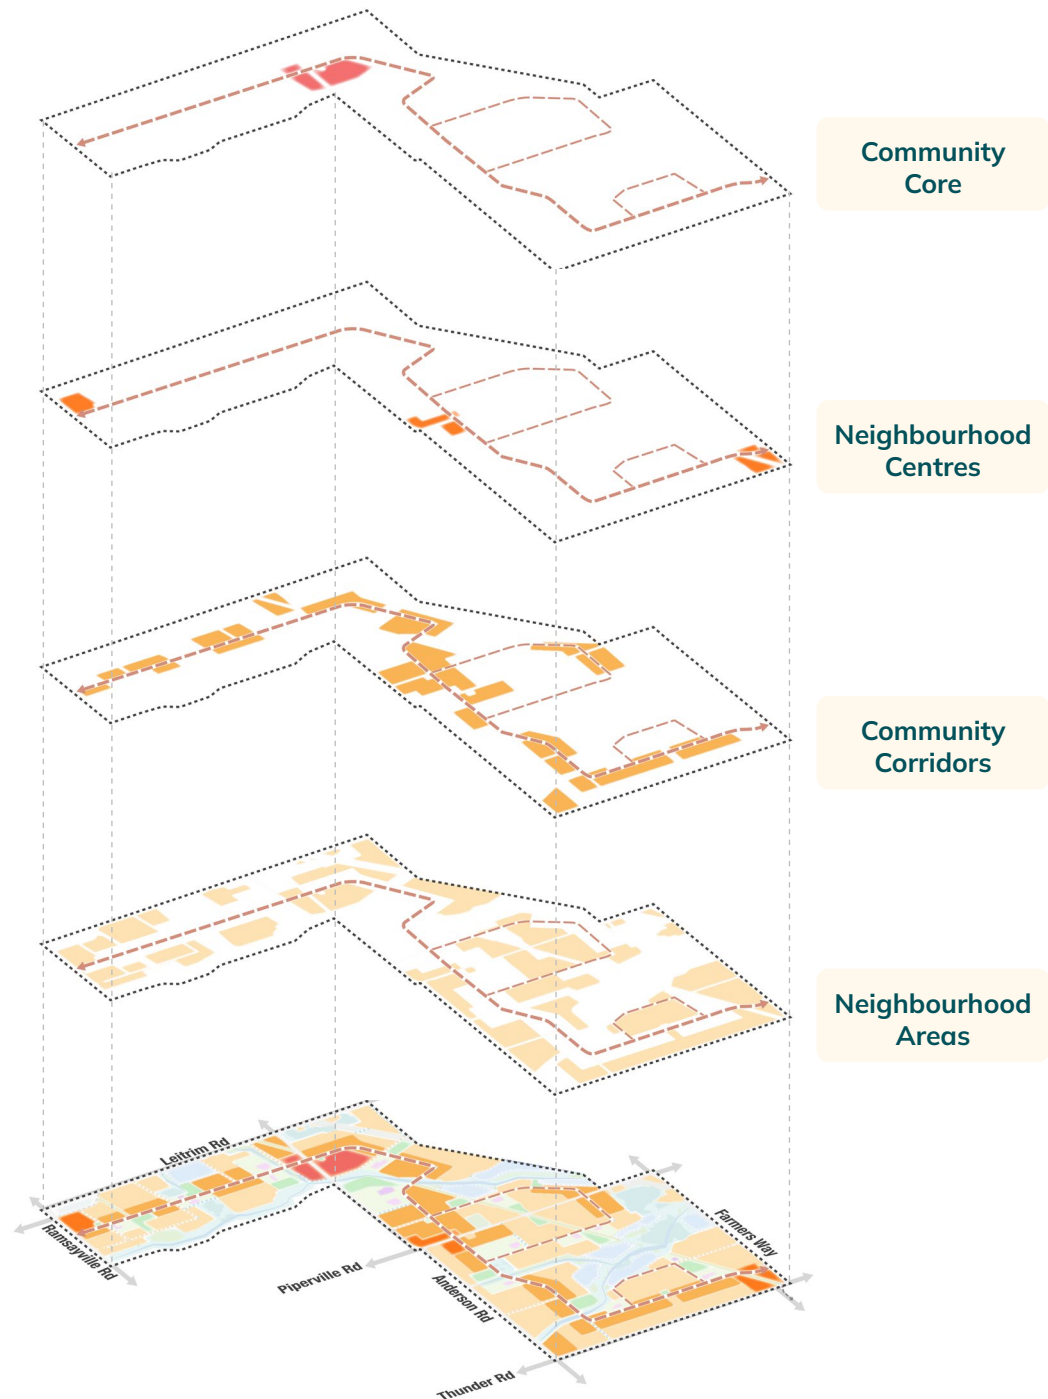 Community
Core
Neighbourhood
Centres
Community
Corridors
Neighbourhood
Areas
Leitrim Rd
Ramsayville Rd
Farmers Way
Piperville Rd
Anderson Rd
Thunder Rd